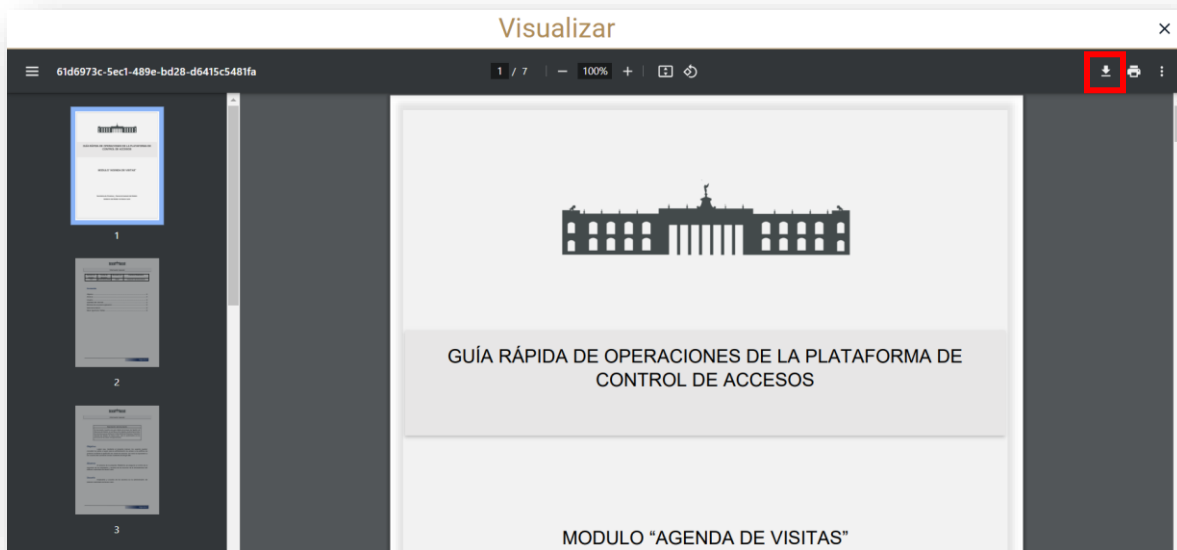 Visualizar
61d6973c-5ec1-489e-bd28-d6415c5481fa
1 / 7
100%
1
2
3
GUÍA RÁPIDA DE OPERACIONES DE LA PLATAFORMA DE
CONTROL DE ACCESOS
MODULO “AGENDA DE VISITAS”